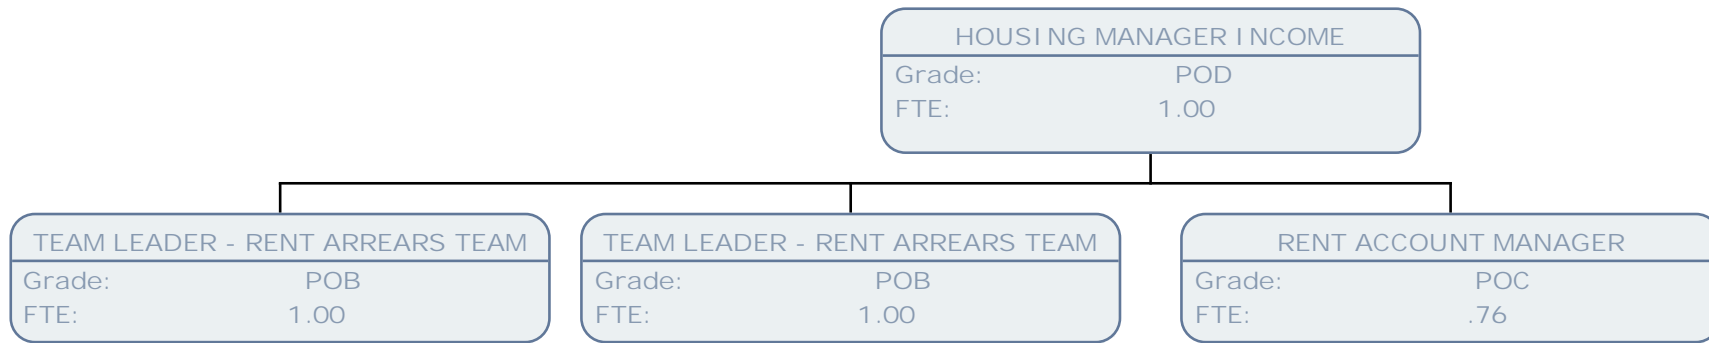 HOUSING MANAGER INCOME
Grade: POD
FTE: 1.00
TEAM LEADER - RENT ARREARS TEAM
Grade: POB
FTE: 1.00
TEAM LEADER - RENT ARREARS TEAM
Grade: POB
FTE: 1.00
RENT ACCOUNT MANAGER
Grade: POC
FTE: .76